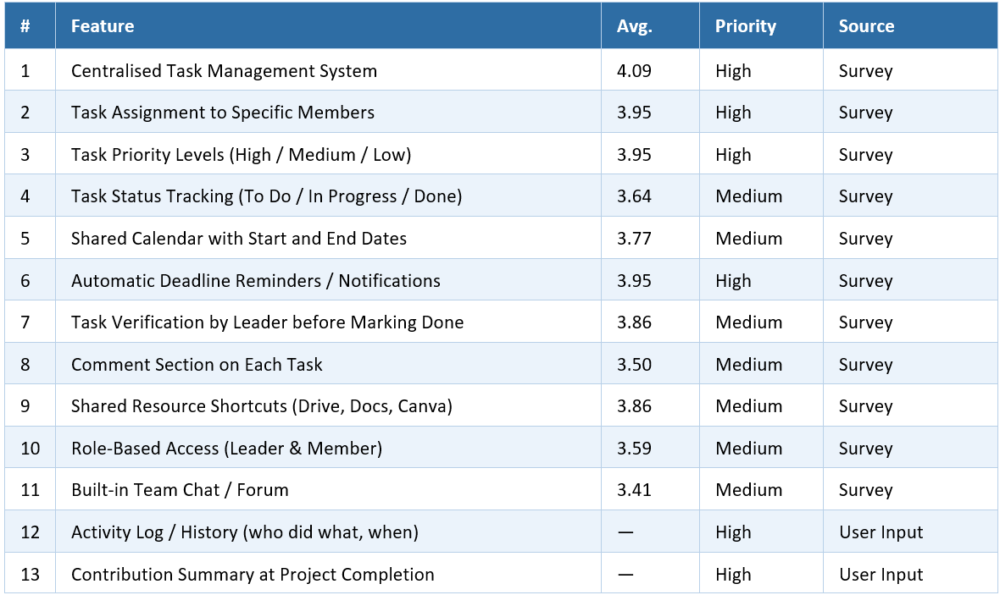 # Feature Avg. Priority Source
1 Centralised Task Management System 4.09 High Survey
2 Task Assignment to Specific Members 3.95 High Survey
3 Task Priority Levels (High / Medium / Low) 3.95 High Survey
4 Task Status Tracking (To Do / In Progress / Done) 3.64 Medium Survey
5 Shared Calendar with Start and End Dates 3.77 Medium Survey
6 Automatic Deadline Reminders / Notifications 3.95 High Survey
7 Task Verification by Leader before Marking Done 3.86 Medium Survey
8 Comment Section on Each Task 3.50 Medium Survey
9 Shared Resource Shortcuts (Drive, Docs, Canva) 3.86 Medium Survey
10 Role-Based Access (Leader & Member) 3.59 Medium Survey
11 Built-in Team Chat / Forum 3.41 Medium Survey
12 Activity Log / History (who did what, when) — High User Input
13 Contribution Summary at Project Completion — High User Input